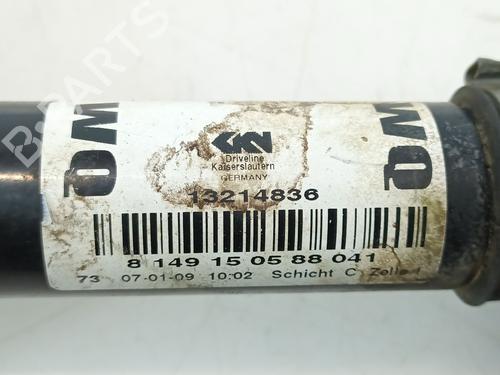 GKN
Driveline
Kaiserslautern
GERMANY
13214836
8 149 15 05 88 041
73 07-01-09 10:02 Schicht C Zelle
B-PARTS